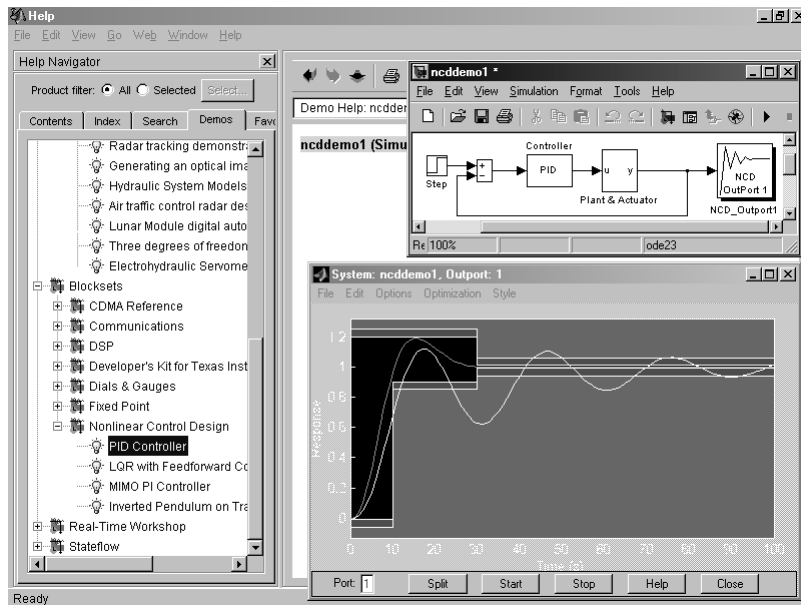 Help
File Edit View Go Web Window Help
Help Navigator
Product filter: All Selected Select...
Contents Index Search Demos Favo
Radar tracking demonstra
Generating an optical ima
Hydraulic System Models
Air traffic control radar des
Lunar Module digital auto
Three degrees of freedon
Electrohydraulic Servome
Blocksets
CDMA Reference
Communications
DSP
Developer's Kit for Texas Inst
Dials & Gauges
Fixed Point
Nonlinear Control Design
PID Controller
LQR with Feedforward Co
MIMO PI Controller
Inverted Pendulum on Tra
Real-Time Workshop
Stateflow
Ready
Demo Help: ncdder
ncddemo1 (Simu
ncddemo1 *
File Edit View Simulation Format Tools Help
Controller
Step
PID
u y
Plant & Actuator
NCD
OutPort 1
NCD_Outport1
Re 100% ode23
System: ncddemo1, Outport: 1
File Edit Options Optimization Style
Response
1.2
1
0.8
0.6
0.4
0.2
0
0 10 20 30 40 50 60 70 80 90 100
Time (s)
Port: 1 Split Start Stop Help Close